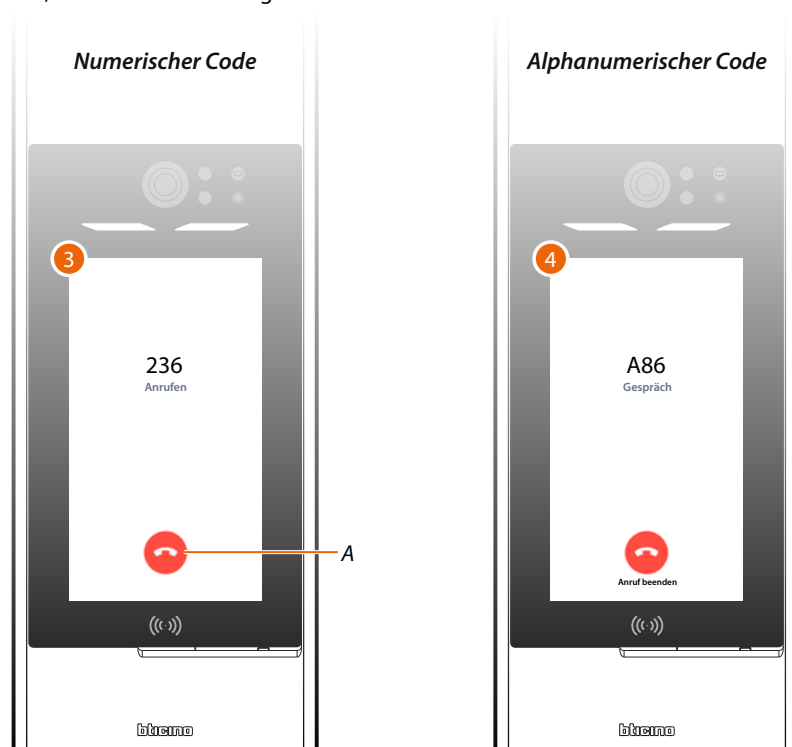 Numerischer Code
Alphanumerischer Code
3
4
236
Anrufen
A86
Gespräch
A
Anruf beenden
bticino
bticino